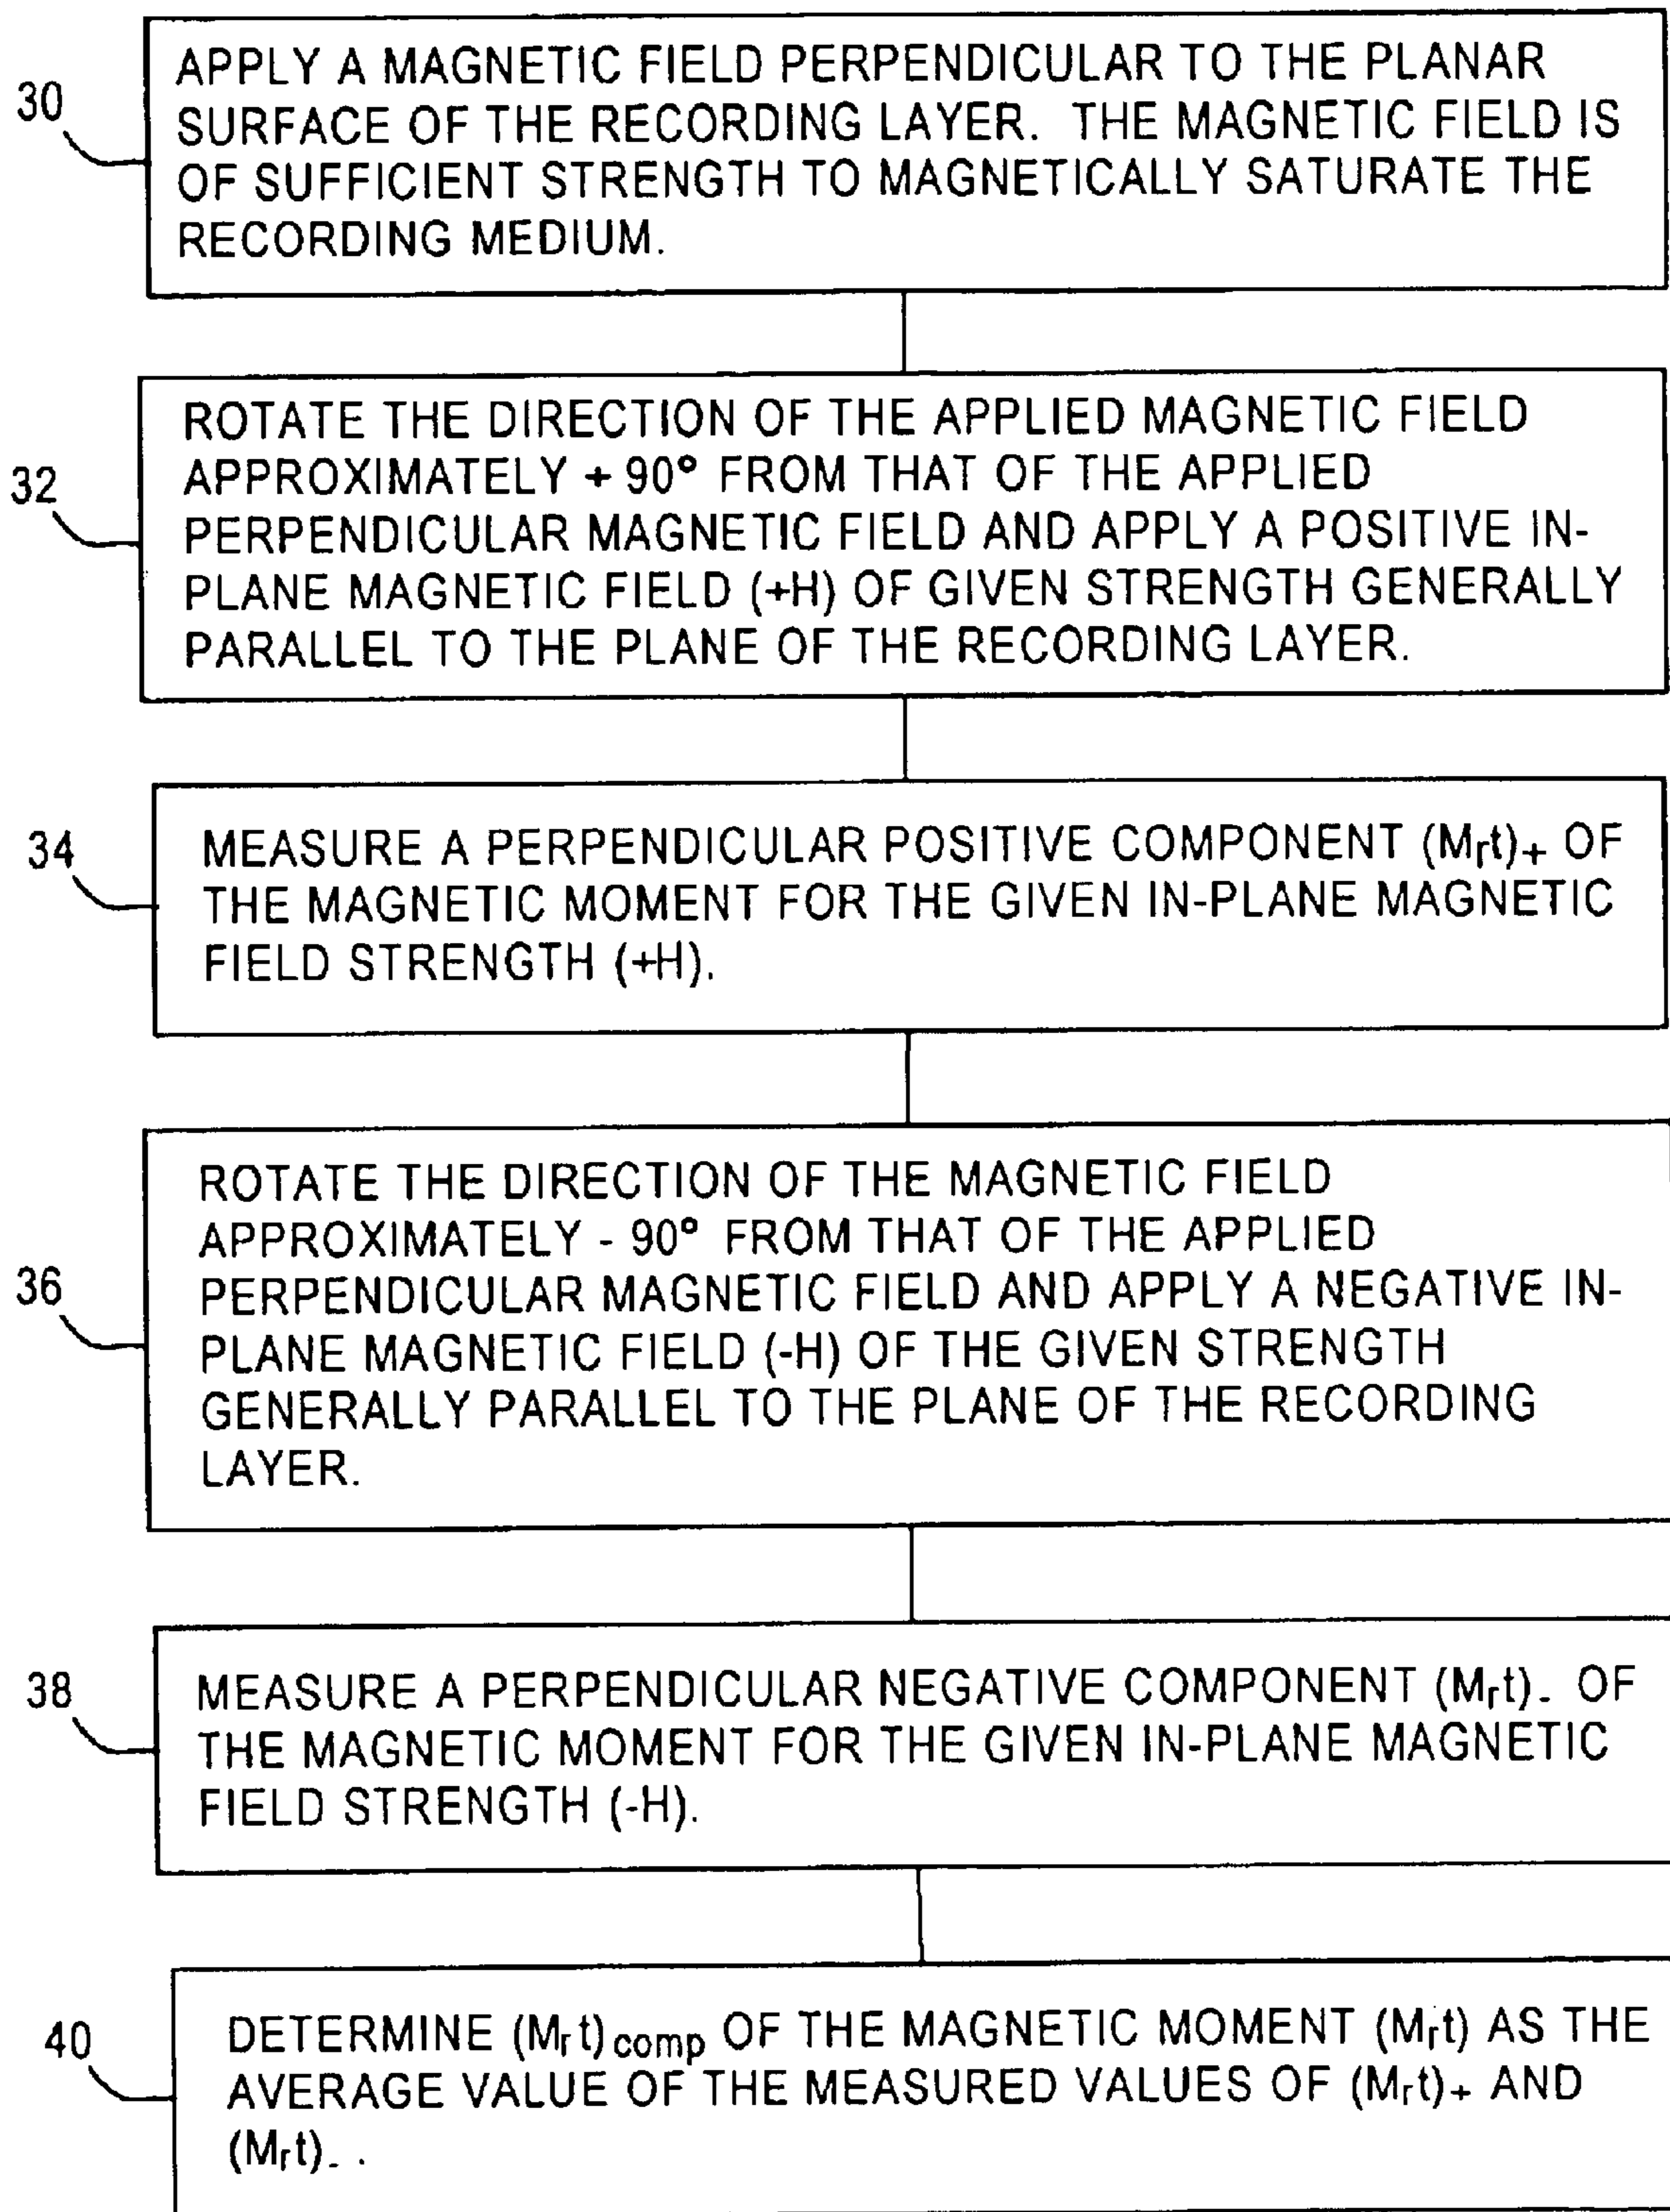 30
APPLY A MAGNETIC FIELD PERPENDICULAR TO THE PLANAR
SURFACE OF THE RECORDING LAYER. THE MAGNETIC FIELD IS
OF SUFFICIENT STRENGTH TO MAGNETICALLY SATURATE THE
RECORDING MEDIUM.
32
ROTATE THE DIRECTION OF THE APPLIED MAGNETIC FIELD
APPROXIMATELY + 90° FROM THAT OF THE APPLIED
PERPENDICULAR MAGNETIC FIELD AND APPLY A POSITIVE IN-
PLANE MAGNETIC FIELD (+H) OF GIVEN STRENGTH GENERALLY
PARALLEL TO THE PLANE OF THE RECORDING LAYER.
34
MEASURE A PERPENDICULAR POSITIVE COMPONENT (Mrt)+ OF
THE MAGNETIC MOMENT FOR THE GIVEN IN-PLANE MAGNETIC
FIELD STRENGTH (+H).
36
ROTATE THE DIRECTION OF THE MAGNETIC FIELD
APPROXIMATELY - 90° FROM THAT OF THE APPLIED
PERPENDICULAR MAGNETIC FIELD AND APPLY A NEGATIVE IN-
PLANE MAGNETIC FIELD (-H) OF THE GIVEN STRENGTH
GENERALLY PARALLEL TO THE PLANE OF THE RECORDING
LAYER.
38
MEASURE A PERPENDICULAR NEGATIVE COMPONENT (Mrt)- OF
THE MAGNETIC MOMENT FOR THE GIVEN IN-PLANE MAGNETIC
FIELD STRENGTH (-H).
40
DETERMINE (Mrt)comp OF THE MAGNETIC MOMENT (Mrt) AS THE
AVERAGE VALUE OF THE MEASURED VALUES OF (Mrt)+ AND
(Mrt)- .